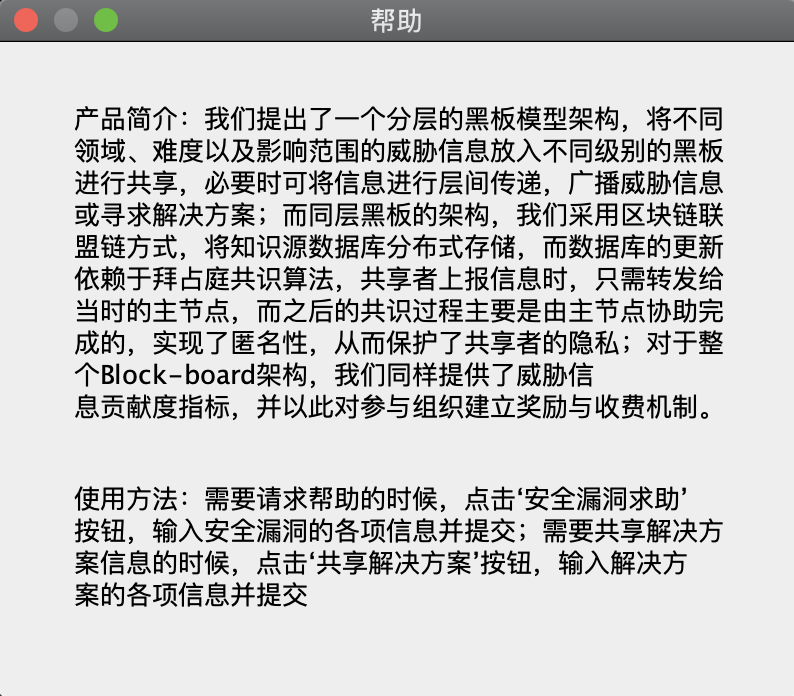 帮助
产品简介：我们提出了一个分层的黑板模型架构，将不同
领域、难度以及影响范围的威胁信息放入不同级别的黑板
进行共享，必要时可将信息进行层间传递，广播威胁信息
或寻求解决方案；而同层黑板的架构，我们采用区块链联
盟链方式，将知识源数据库分布式存储，而数据库的更新
依赖于拜占庭共识算法，共享者上报信息时，只需转发给
当时的主节点，而之后的共识过程主要是由主节点协助完
成的，实现了匿名性，从而保护了共享者的隐私；对于整
个Block-board架构，我们同样提供了威胁信
息贡献度指标，并以此对参与组织建立奖励与收费机制。
使用方法：需要请求帮助的时候，点击‘安全漏洞求助’
按钮，输入安全漏洞的各项信息并提交；需要共享解决方
案信息的时候，点击‘共享解决方案’按钮，输入解决方
案的各项信息并提交